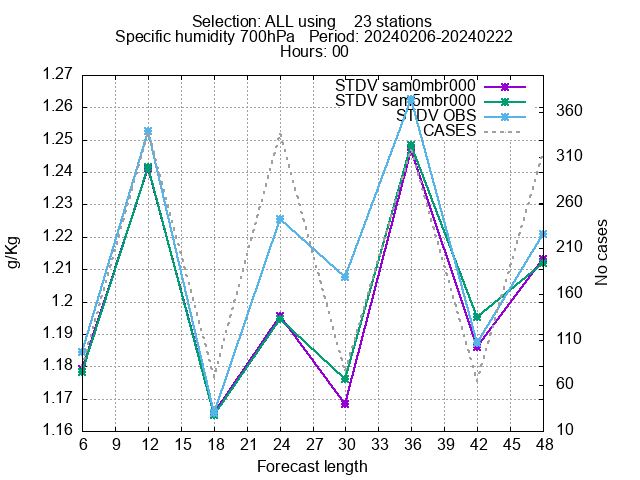 Selection: ALL using    23 stations
Specific humidity 700hPa   Period: 20240206-20240222
Hours: 00
STDV sam0mbr000
STDV sam5mbr000
STDV OBS
CASES
1.27
1.26
1.25
1.24
1.23
1.22
1.21
1.2
1.19
1.18
1.17
1.16
g/Kg
360
310
260
210
160
110
60
10
No cases
6 9 12 15 18 21 24 27 30 33 36 39 42 45 48
Forecast length